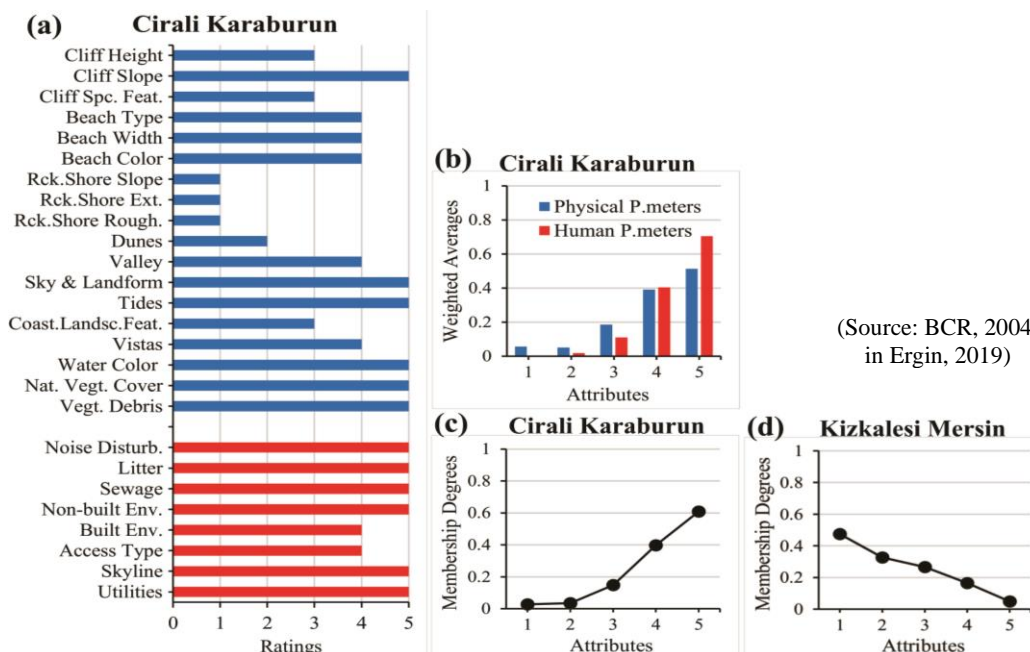 (a)
Cirali Karaburun
Cliff Height
Cliff Slope
Cliff Spc. Feat.
Beach Type
Beach Width
Beach Color
Rck.Shore Slope
Rck.Shore Ext.
Rck.Shore Rough.
Dunes
Valley
Sky & Landform
Tides
Coast.Landsc.Feat.
Vistas
Water Color
Nat. Vegt. Cover
Vegt. Debris
Noise Disturb.
Litter
Sewage
Non-built Env.
Built Env.
Access Type
Skyline
Utilities
0 1 2 3 4 5
Ratings
(b)
Cirali Karaburun
Weighted Averages
1
0.8
0.6
0.4
0.2
0
Physical P.meters
Human P.meters
1 2 3 4 5
Attributes
(Source: BCR, 2004
in Ergin, 2019)
(c)
Cirali Karaburun
Membership Degrees
1
0.8
0.6
0.4
0.2
0
1 2 3 4 5
Attributes
(d)
Kizkalesi Mersin
Membership Degrees
1
0.8
0.6
0.4
0.2
0
1 2 3 4 5
Attributes